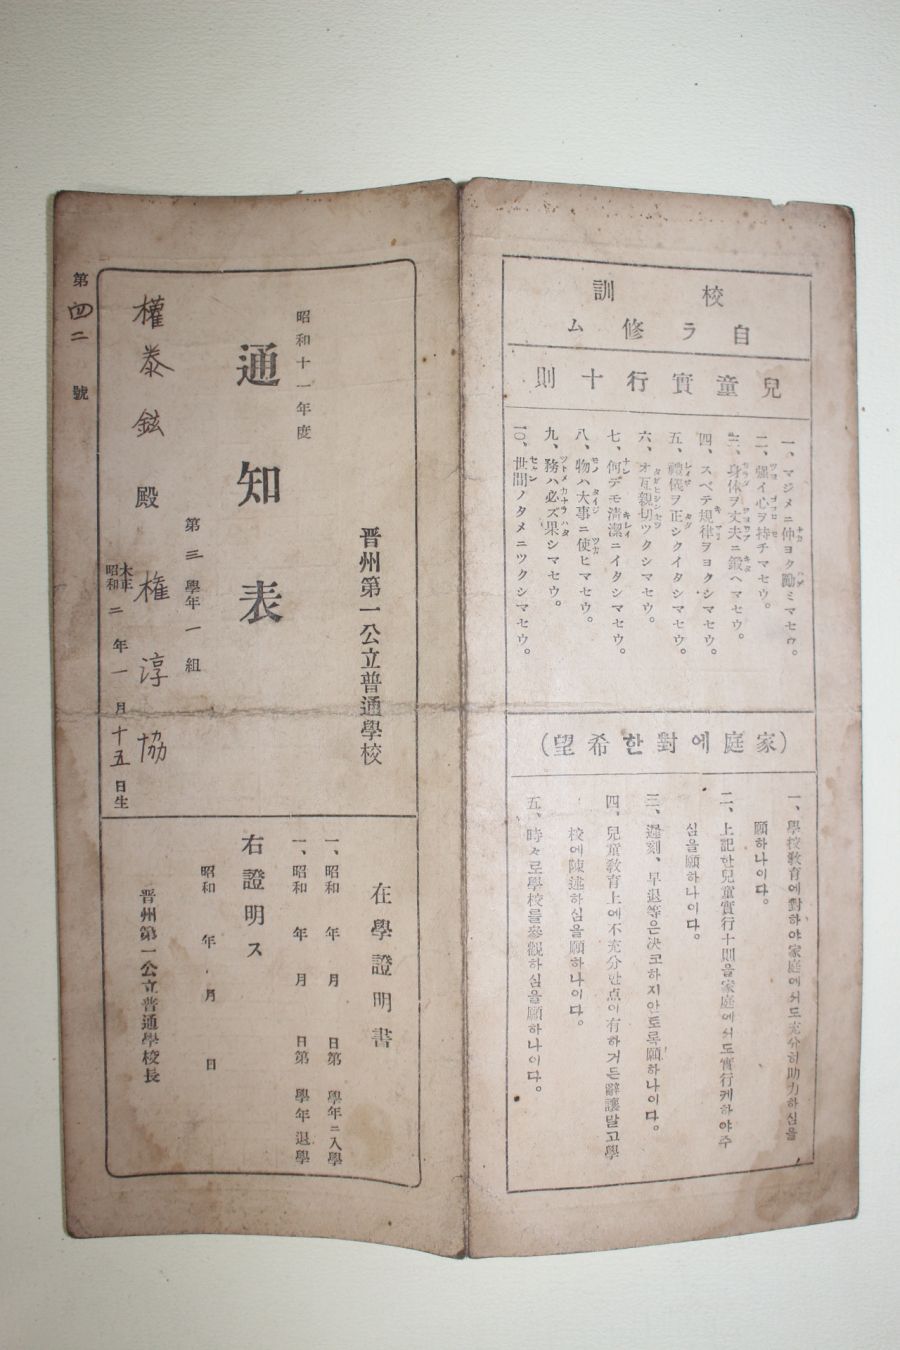 校訓
自ラ修ム
兒童實行十則
一、マジメニ仲ヨク勵ミマセウ。
二、强イ心ヲ持チマセウ。
三、身体ヲ丈夫ニ鍛ヘマセウ。
四、スベテ規律ヲヨクシマセウ。
五、禮儀ヲ正シクイタシマセウ。
六、オ互親切ツクシマセウ。
七、何デモ清潔ニイタシマセウ。
八、物ハ大事ニ使ヒマセウ。
九、務ハ必ズ果シマセウ。
一〇、世間ノタメニツクシマセウ。
(家庭에對한希望)
一、學校敎育에對하야家庭에서도充分히助力하심을
願하나이다。
二、上記한兒童實行十則을家庭에서도實行케하야주
심을願하나이다。
三、遲刻、早退等은決코하지안토록願하나이다。
四、兒童敎育上에不充分한点이有하거든辭讓말고學
校에陳述하심을願하나이다。
五、時々로學校를參觀하심을願하나이다。
晋州第一公立普通學校
昭和十一年度
通知表
第三學年一組
權泰鉉殿
權淳協
大正
昭和 二年一月十五日生
第四二號
在學證明書
一、昭和 年 月 日第 學年ニ入學
一、昭和 年 月 日第 學年退學
右證明ス
昭和 年 月 日
晋州第一公立普通學校長